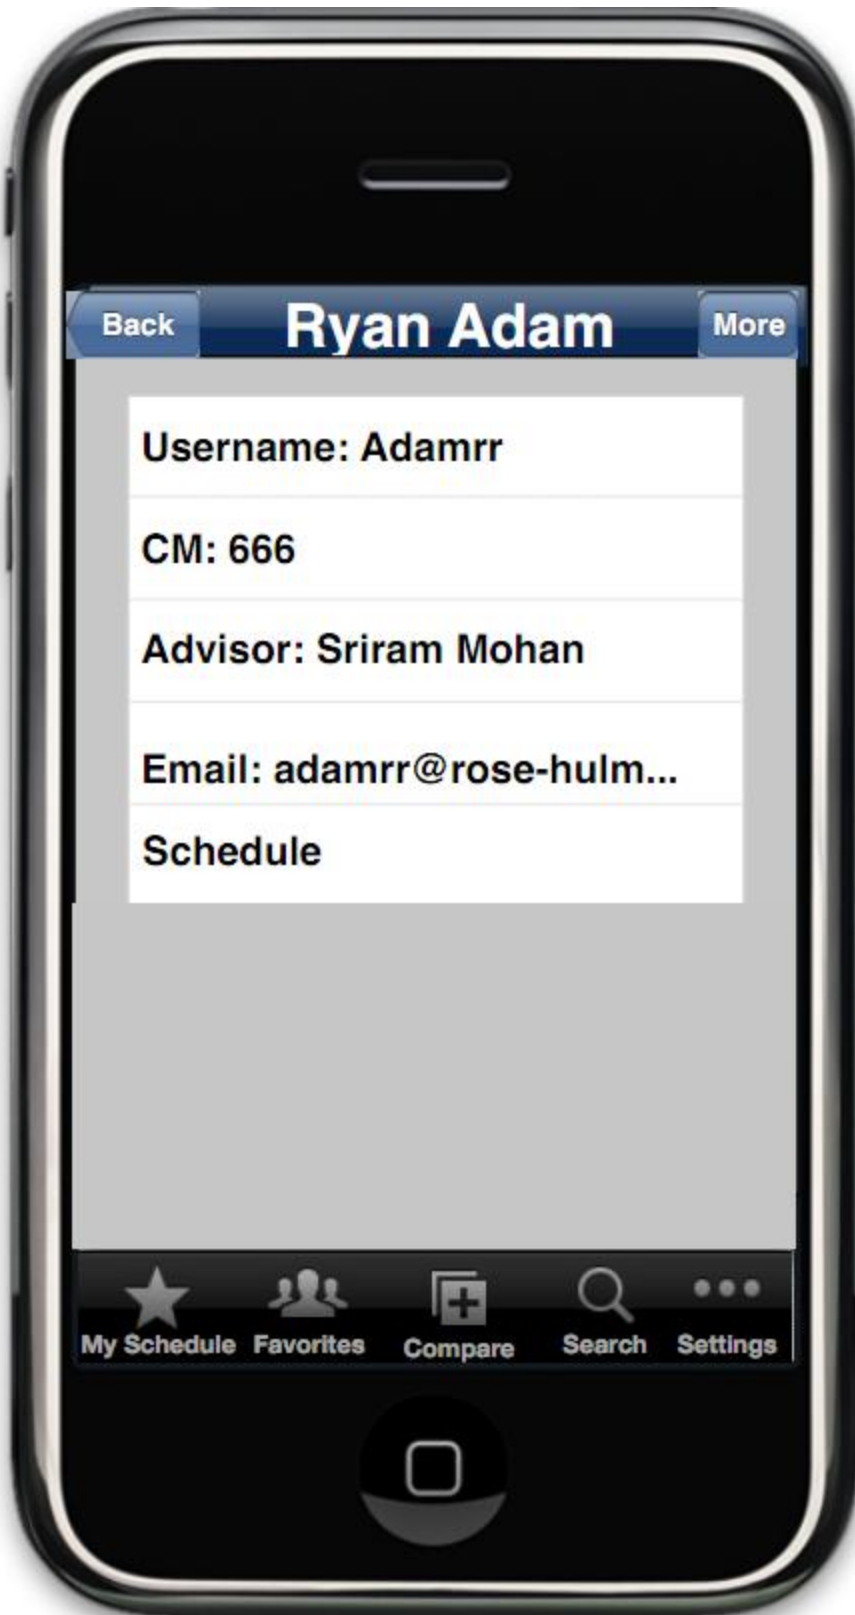 Back Ryan Adam More
Username: Adamrr
CM: 666
Advisor: Sriram Mohan
Email: adamrr@rose-hulm...
Schedule
My Schedule Favorites Compare Search Settings